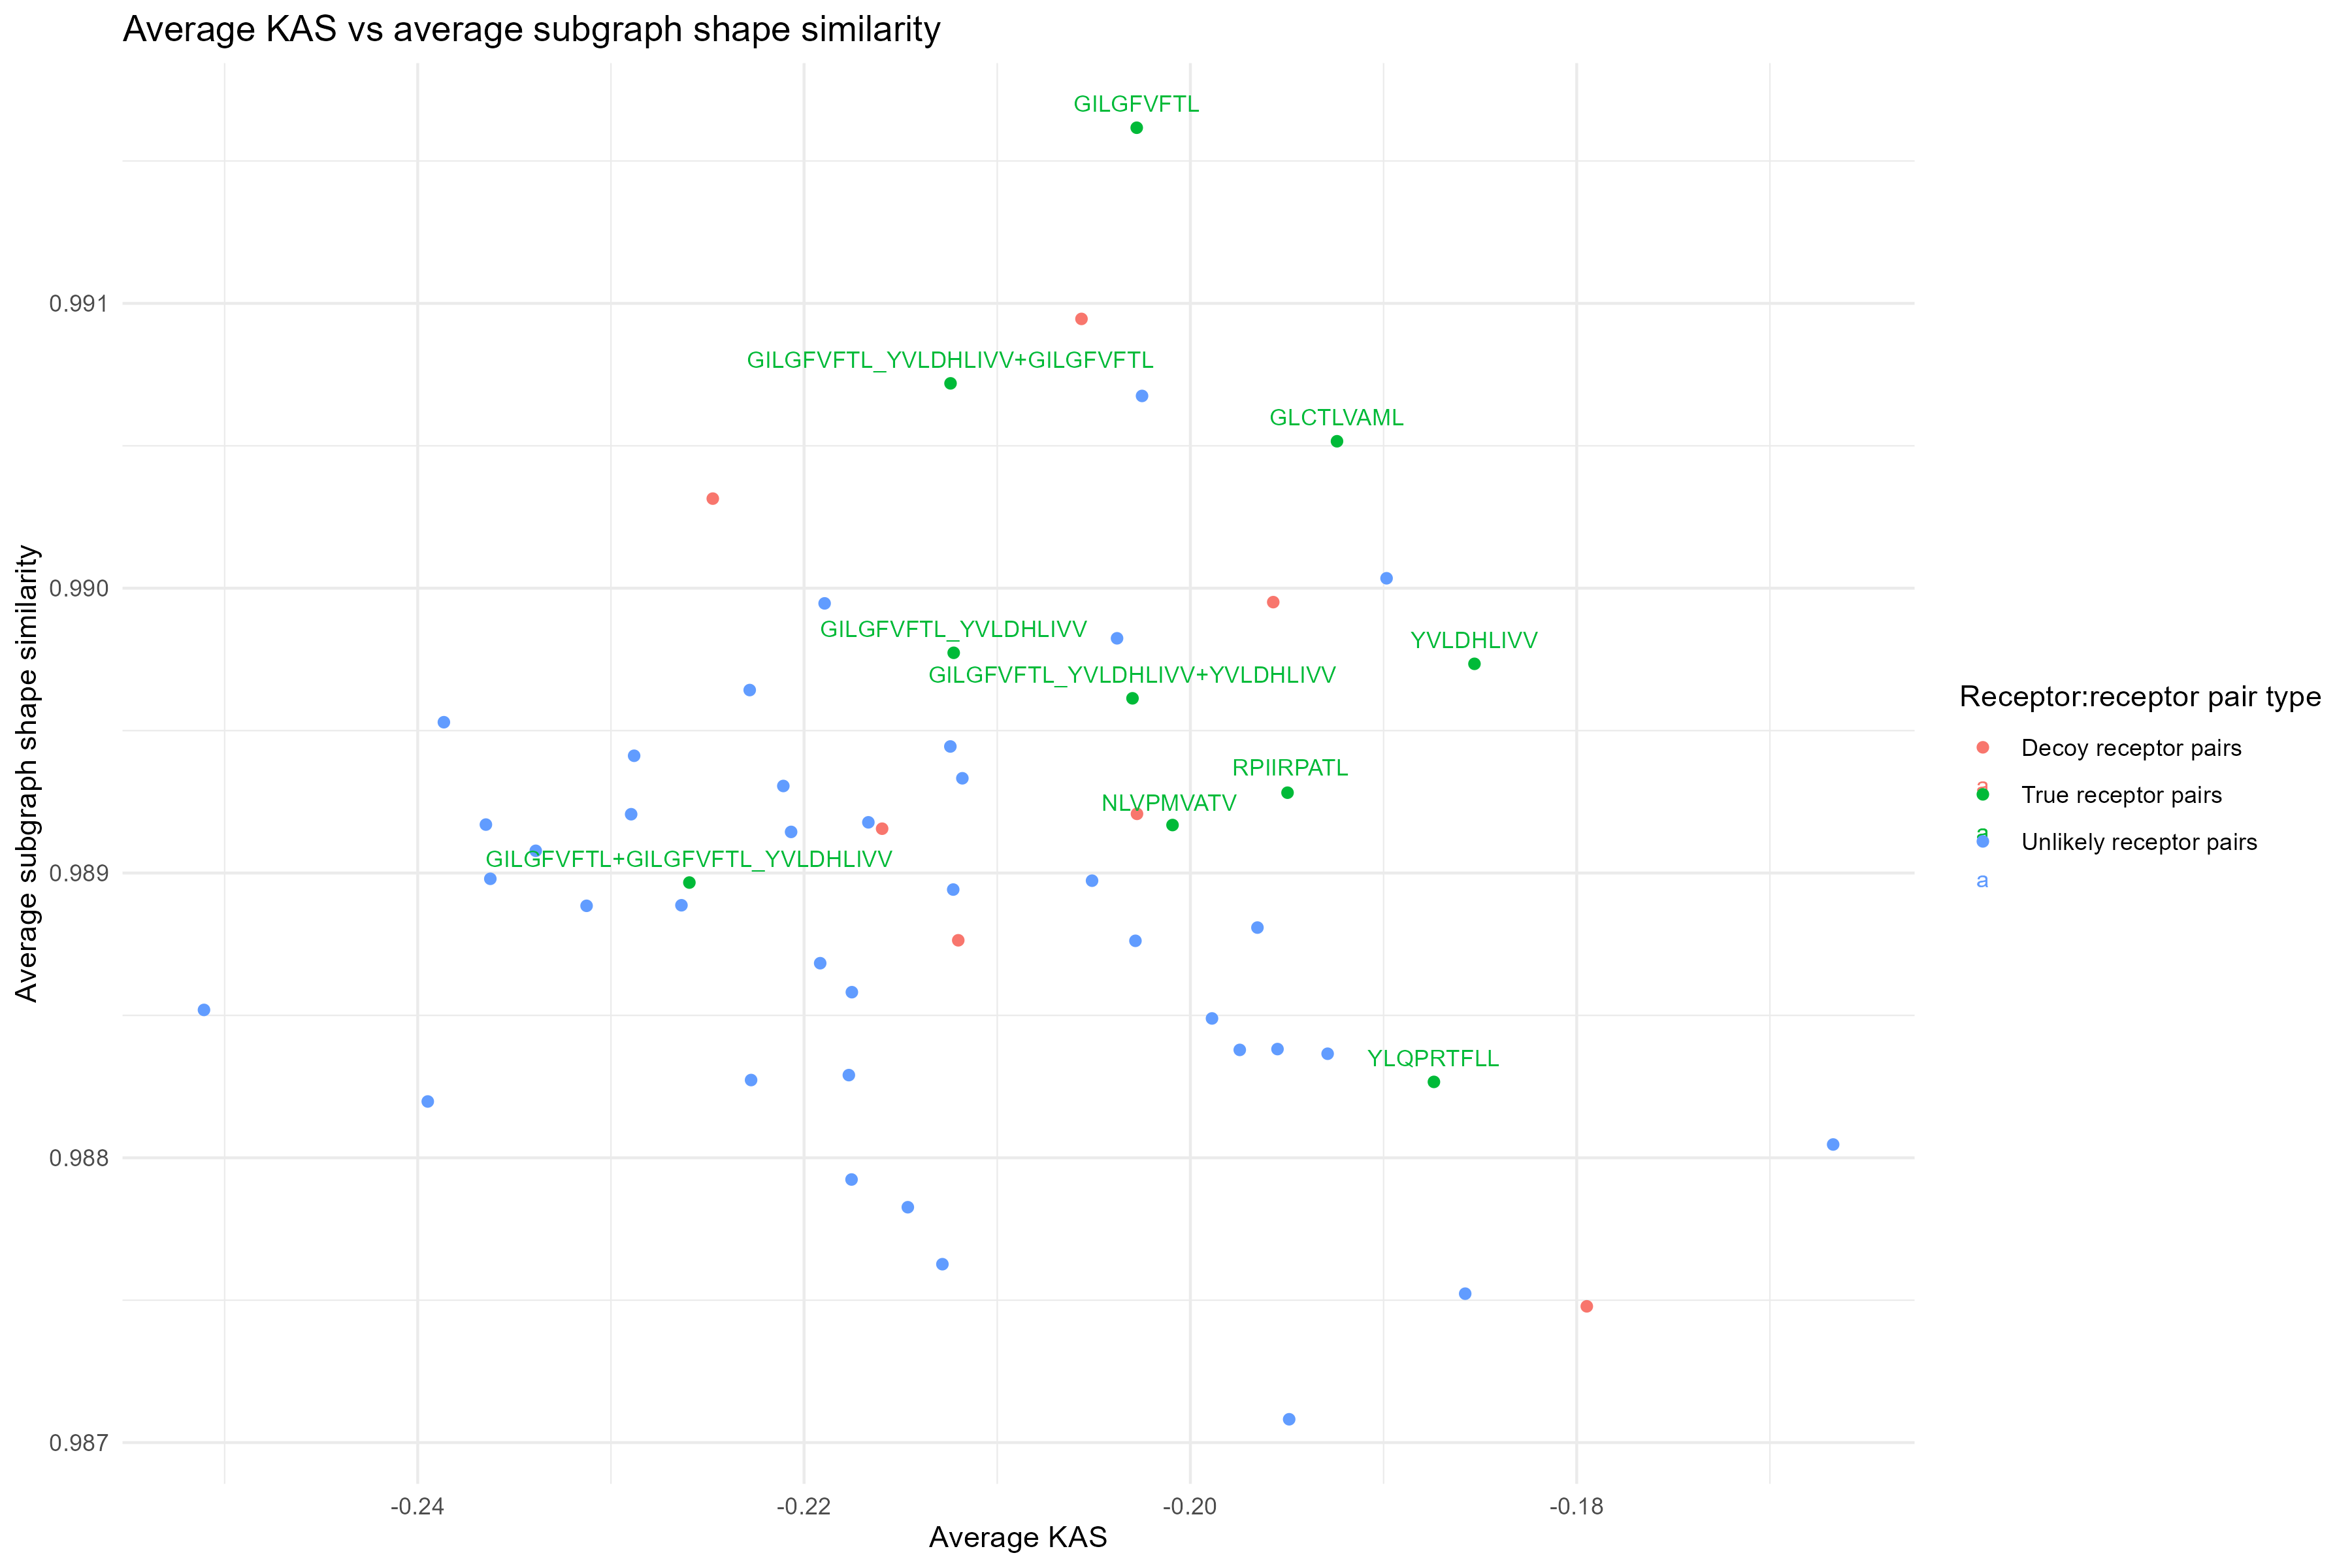 Average KAS vs average subgraph shape similarity
GILGFVFTL
0.991
GILGFVFTL_YVLDHLIVV+GILGFVFTL
GLCTLVAML
0.990
GILGFVFTL_YVLDHLIVV
YVLDHLIVV
GILGFVFTL_YVLDHLIVV+YVLDHLIVV
RPIIRPATL
NLVPMVATV
GILGFVFTL+GILGFVFTL_YVLDHLIVV
0.989
YLQPRTFLL
0.988
0.987
-0.24
-0.22
-0.20
-0.18
Average KAS
Average subgraph shape similarity
Receptor:receptor pair type
Decoy receptor pairs
a
True receptor pairs
a
Unlikely receptor pairs
a